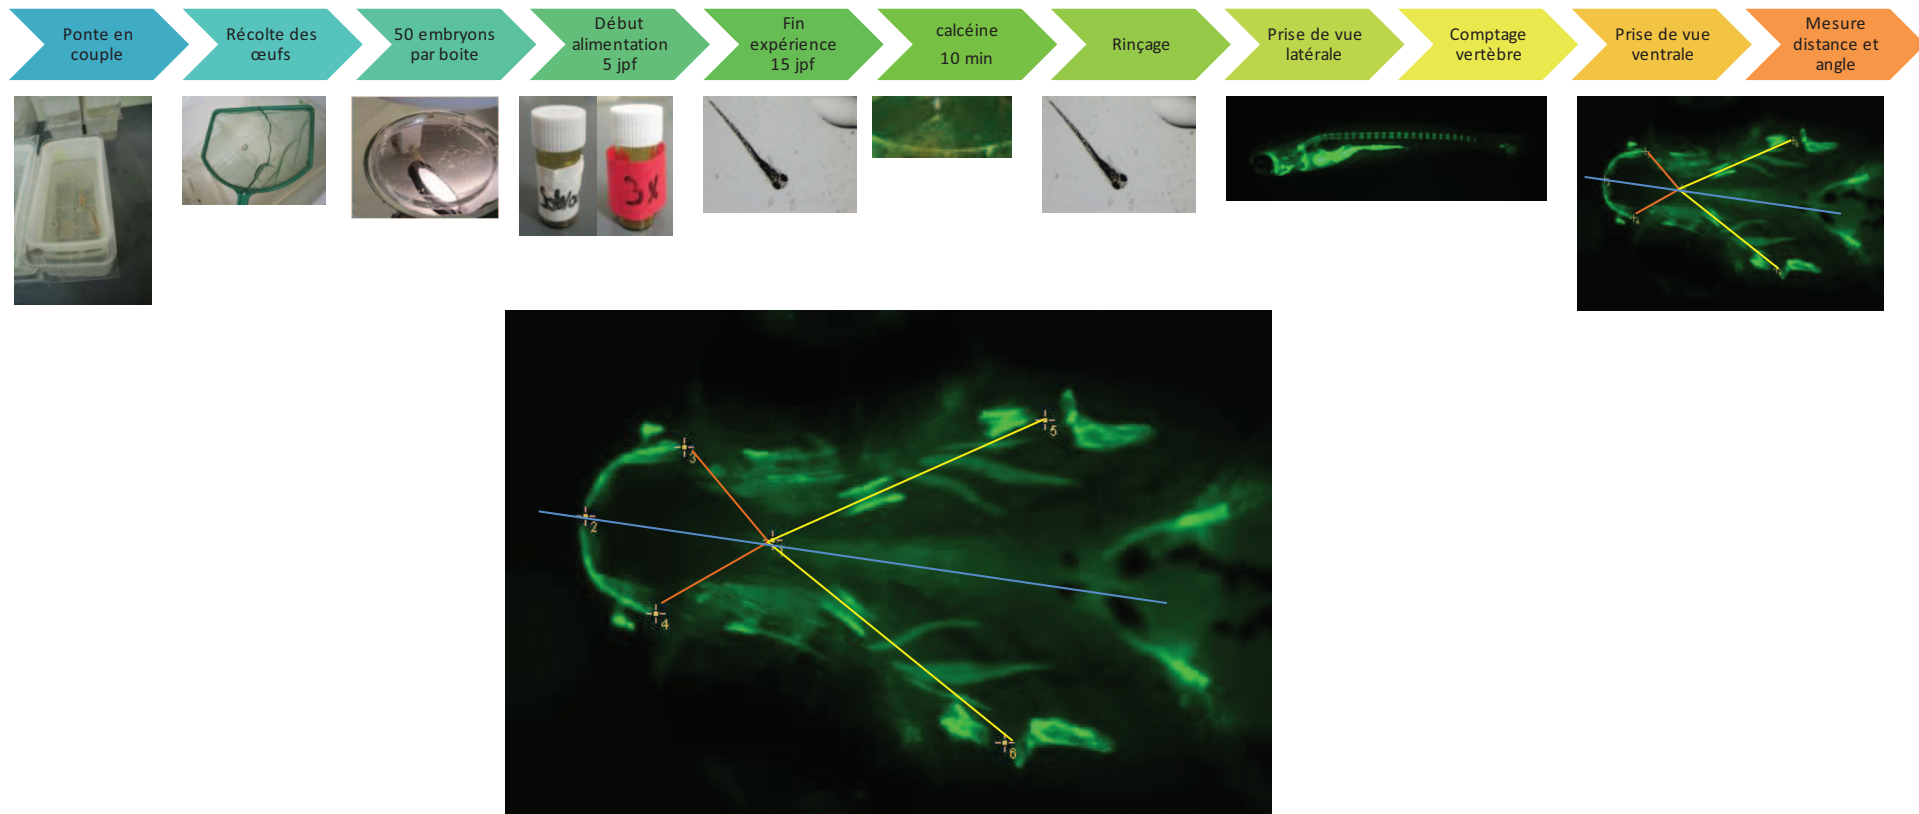 Ponte en
couple
Récolte des
œufs
50 embryons
par boite
Début
alimentation
5 jpf
Fin
expérience
15 jpf
calcéine
10 min
Rinçage
Prise de vue
latérale
Comptage
vertèbre
Prise de vue
ventrale
Mesure
distance et
angle
3x
3
5
2
1
4
6